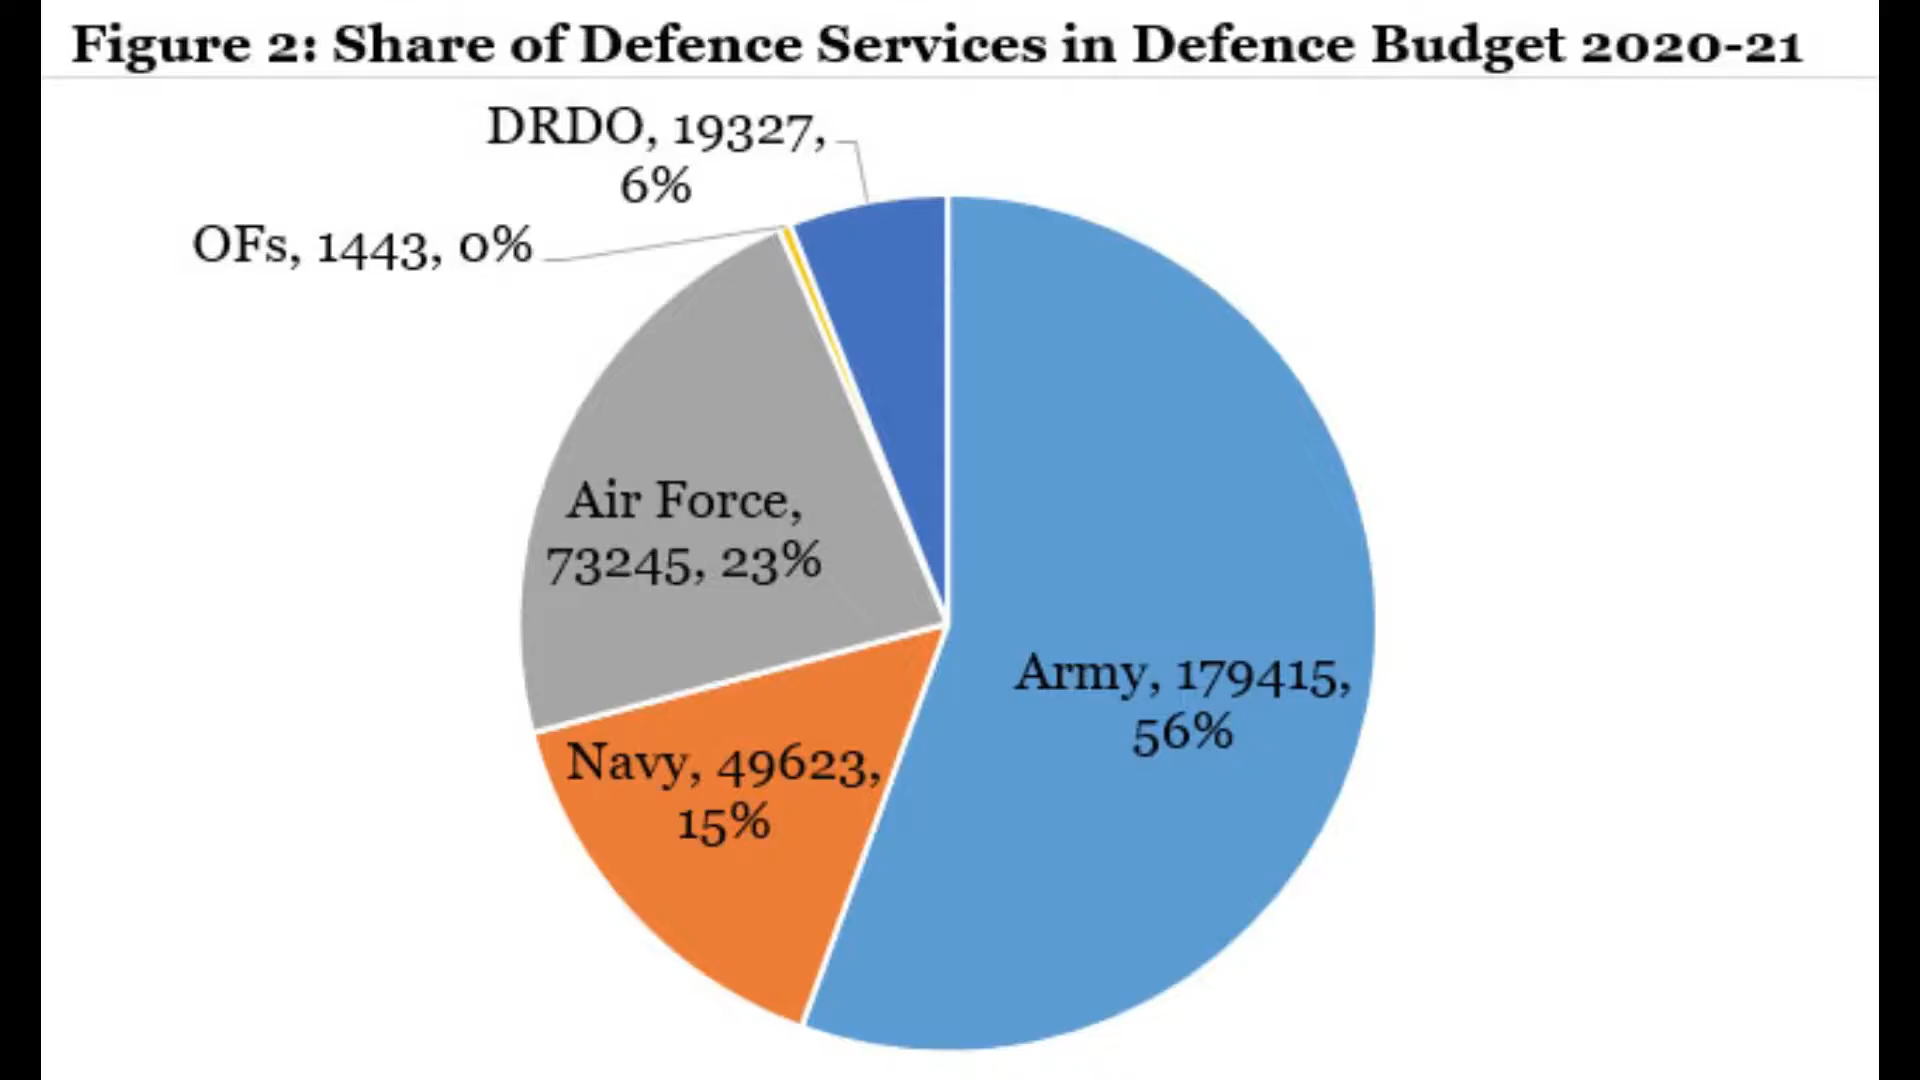 Figure 2: Share of Defence Services in Defence Budget 2020-21
DRDO, 19327,
6%
OFs, 1443, 0%
Air Force,
73245, 23%
Army, 179415,
56%
Navy, 49623,
15%